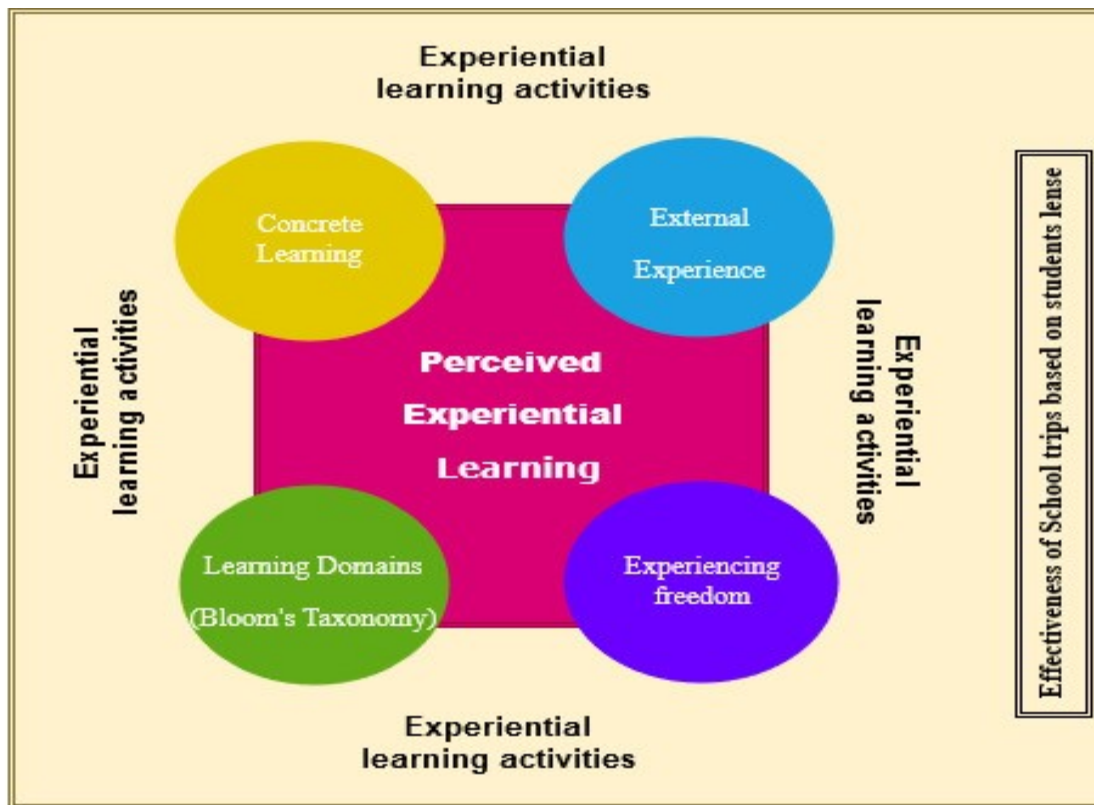 Experiential
learning activities
Concrete
Learning
External
Experience
Experiential
learning activities
Perceived
Experiential
Learning
Experiential
learning activities
Effectiveness of School trips based on students lense
Learning Domains
(Bloom's Taxonomy)
Experiencing
freedom
Experiential
learning activities